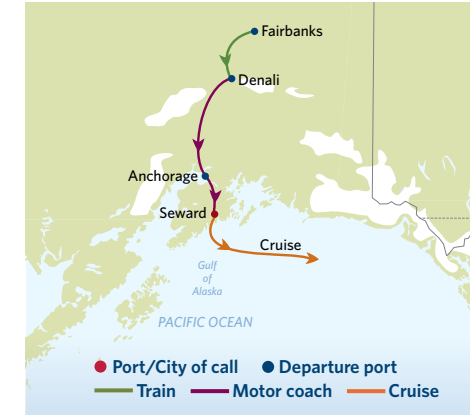 Fairbanks
Denali
Anchorage
Seward
Cruise
Gulf
of
Alaska
PACIFIC OCEAN
Port/City of call Departure port
Train Motor coach Cruise